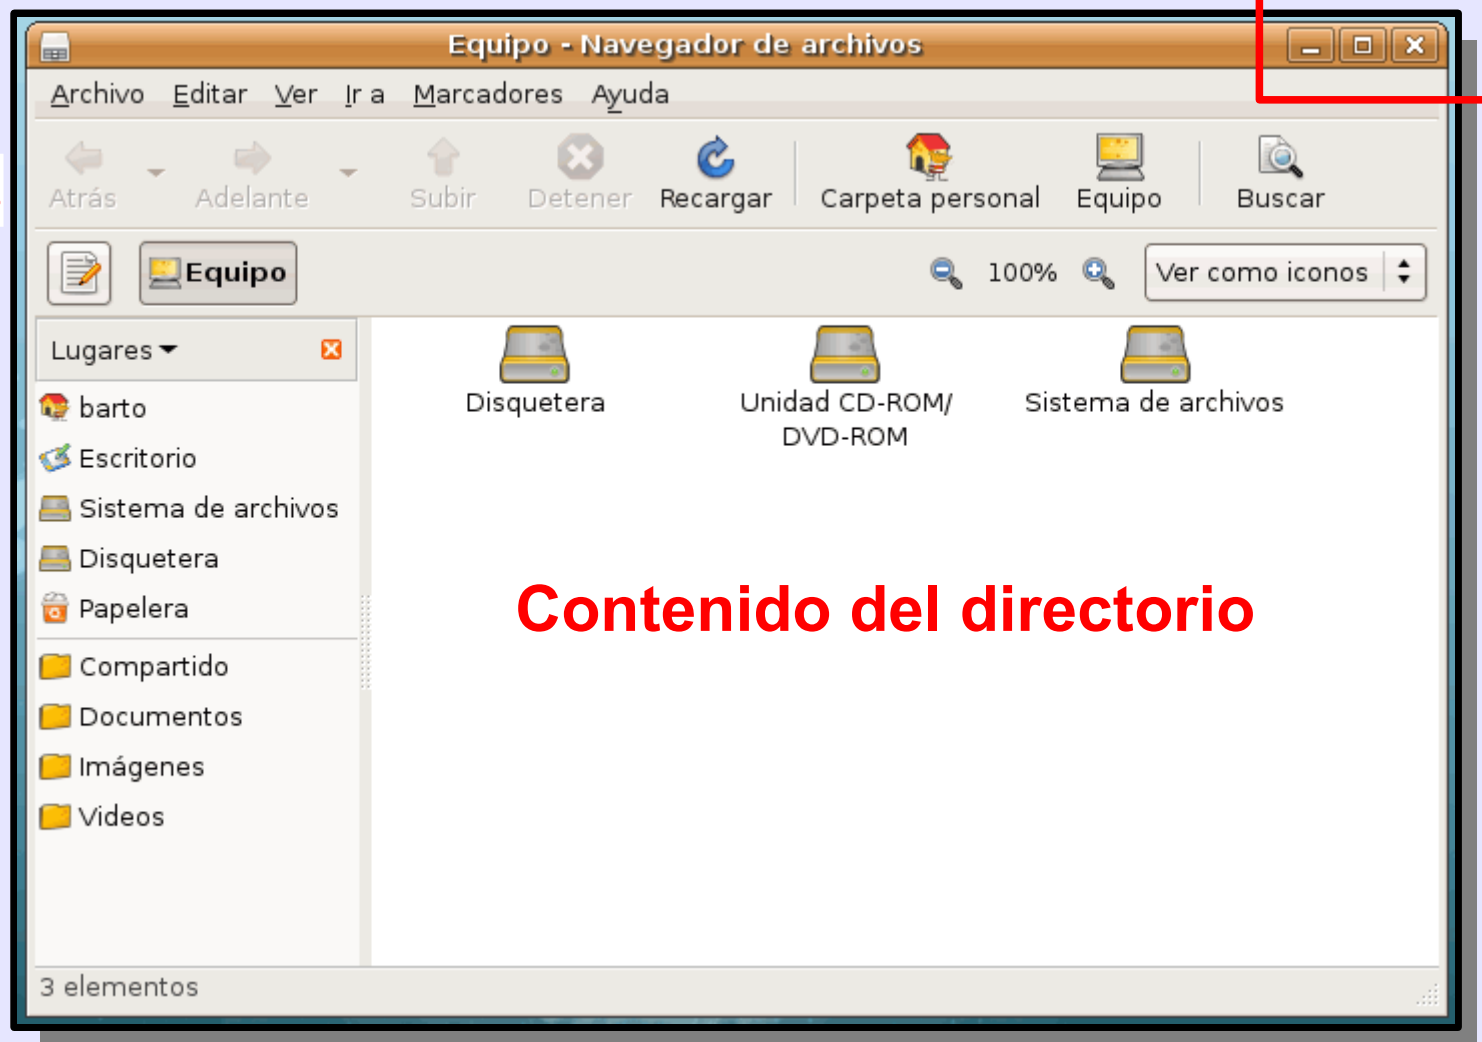 Equipo - Navegador de archivos
Archivo Editar Ver Ir a Marcadores Ayuda
Atrás Adelante Subir Detener Recargar Carpeta personal Equipo Buscar
Equipo 100% Ver como iconos
Lugares
barto
Escritorio
Sistema de archivos
Disquetera
Papelera
Compartido
Documentos
Imágenes
Videos
Disquetera
Unidad CD-ROM/
DVD-ROM
Sistema de archivos
Contenido del directorio
3 elementos